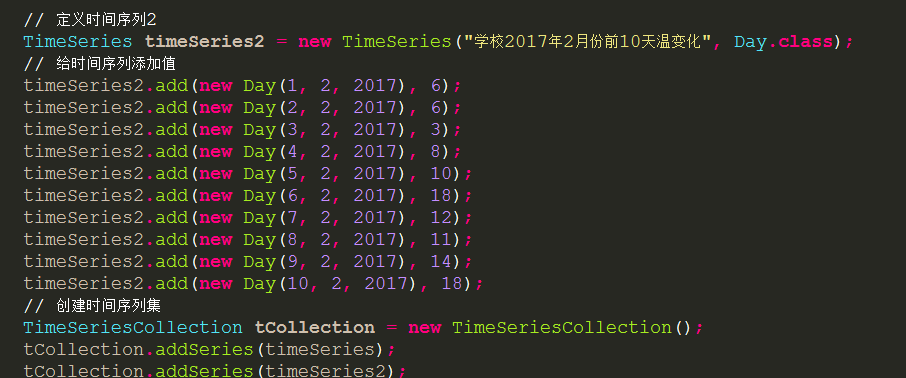 // 定义时间序列2
TimeSeries timeSeries2 = new TimeSeries("学校2017年2月份前10天温变化", Day.class);
// 给时间序列添加值
timeSeries2.add(new Day(1, 2, 2017), 6);
timeSeries2.add(new Day(2, 2, 2017), 6);
timeSeries2.add(new Day(3, 2, 2017), 3);
timeSeries2.add(new Day(4, 2, 2017), 8);
timeSeries2.add(new Day(5, 2, 2017), 10);
timeSeries2.add(new Day(6, 2, 2017), 18);
timeSeries2.add(new Day(7, 2, 2017), 12);
timeSeries2.add(new Day(8, 2, 2017), 11);
timeSeries2.add(new Day(9, 2, 2017), 14);
timeSeries2.add(new Day(10, 2, 2017), 18);
// 创建时间序列集
TimeSeriesCollection tCollection = new TimeSeriesCollection();
tCollection.addSeries(timeSeries);
tCollection.addSeries(timeSeries2);